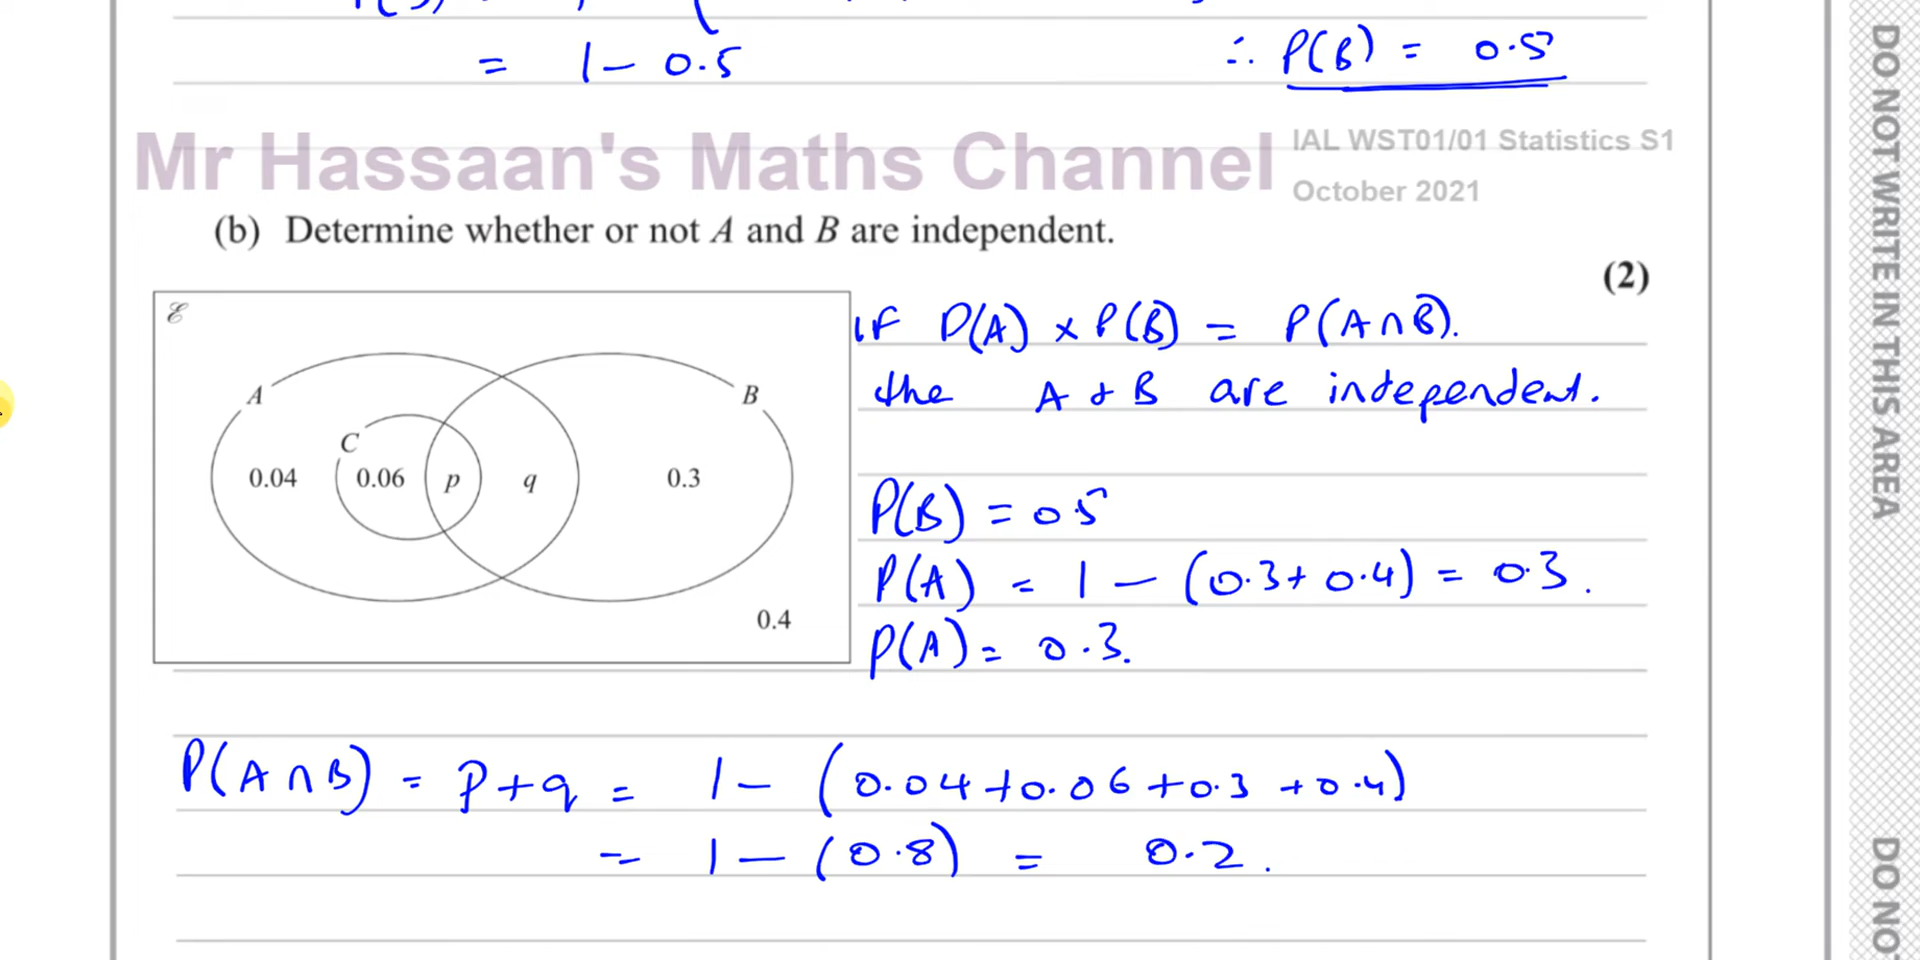 = 1 - 0.5
∴ P(B) = 0.5
Mr Hassaan's Maths Channel
IAL WST01/01 Statistics S1
October 2021
(b) Determine whether or not A and B are independent.
(2)
ℰ
A
B
C
0.04
0.06
p
q
0.3
0.4
IF P(A) × P(B) = P(A∩B).
the A + B are independent.
P(B) = 0.5
P(A) = 1 - (0.3+0.4) = 0.3.
P(A) = 0.3.
P(A∩B) = P+q = 1 - (0.04+0.06+0.3+0.4)
= 1 - (0.8) = 0.2.
DO NOT WRITE IN THIS AREA
DO NO